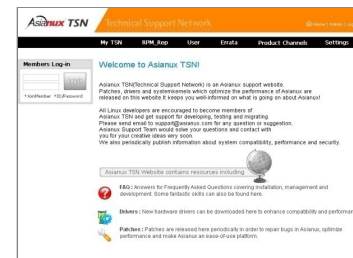 Asianux TSN
Technical Support Network
Home | Admin |
My TSN RPM_Rep User Errata Product Channels Settings
Members Log-in
Welcome to Asianux TSN!
Asianux TSN(Technical Support Network) is an Asianux support website.
Patches, drivers and systemkernels which optimize the performance of Asianux are
released on this website.It keeps you well-informed on what is going on about Asianux!
•JoinMember
All Linux developers are encouraged to become members of
Asianux TSN and get support for developing, testing and migrating.
Please send email to support@asianux.com for any question or suggestion.
Asianux Support Team would solve your questions and contact with
you for your creative ideas very soon.
We also periodically publish information about system compatibility, performance and security.
Asianux TSN Website contains resources including
FAQ : Answers for Frequently Asked Questions covering installation, management and
development. Some fantastic skills can also be found here.
Drivers : New hardware drivers can be downloaded here to enhance compatibility and performan
Patches : Patches are released here periodically in order to repair bugs in Asianux, optimize
performance and make Asianux an ease-of-use platform.